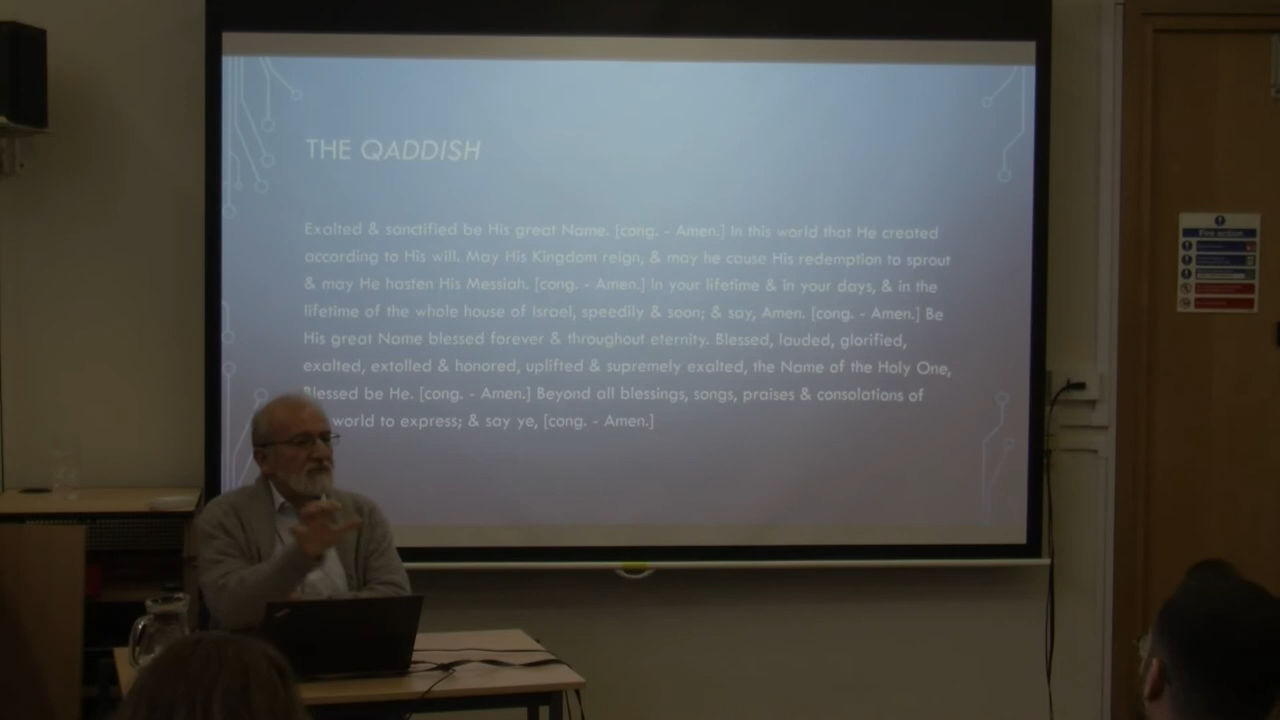 THE QADDISH
Exalted & sanctified be His great Name. [cong. - Amen.] In this world that He created
according to His will. May His Kingdom reign, & may he cause His redemption to sprout
& may He hasten His Messiah. [cong. - Amen.] In your lifetime & in your days, & in the
lifetime of the whole house of Israel, speedily & soon; & say, Amen. [cong. - Amen.] Be
His great Name blessed forever & throughout eternity. Blessed, lauded, glorified,
exalted, extolled & honored, uplifted & supremely exalted, the Name of the Holy One,
Blessed be He. [cong. - Amen.] Beyond all blessings, songs, praises & consolations of
world to express; & say ye, [cong. - Amen.]
Fire action